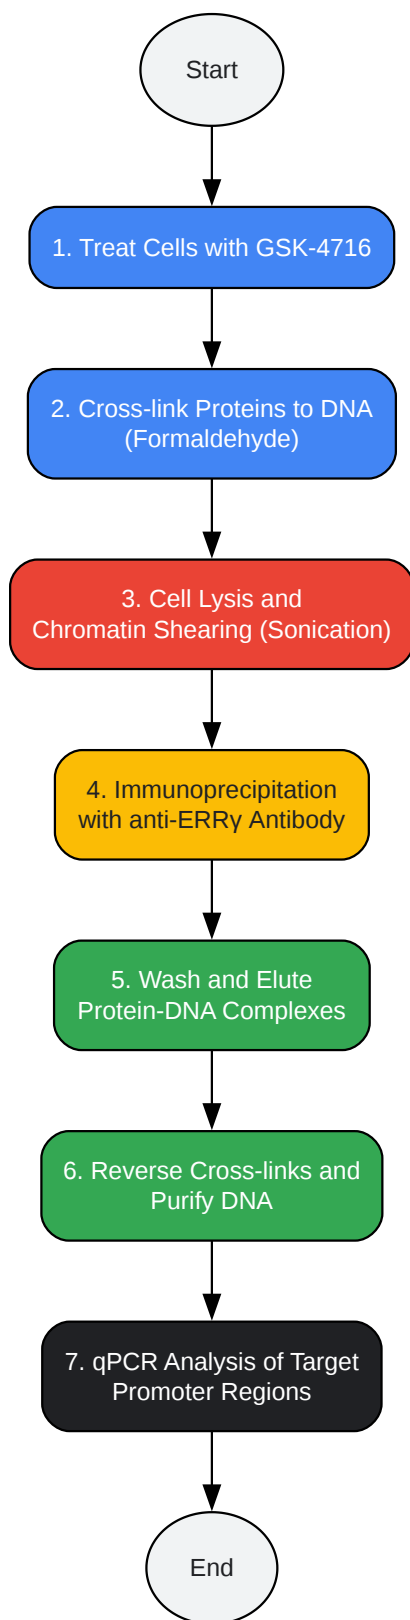 Start
1. Treat Cells with GSK-4716
2. Cross-link Proteins to DNA
(Formaldehyde)
3. Cell Lysis and
Chromatin Shearing (Sonication)
4. Immunoprecipitation
with anti-ERRγ Antibody
5. Wash and Elute
Protein-DNA Complexes
6. Reverse Cross-links and
Purify DNA
7. qPCR Analysis of Target
Promoter Regions
End